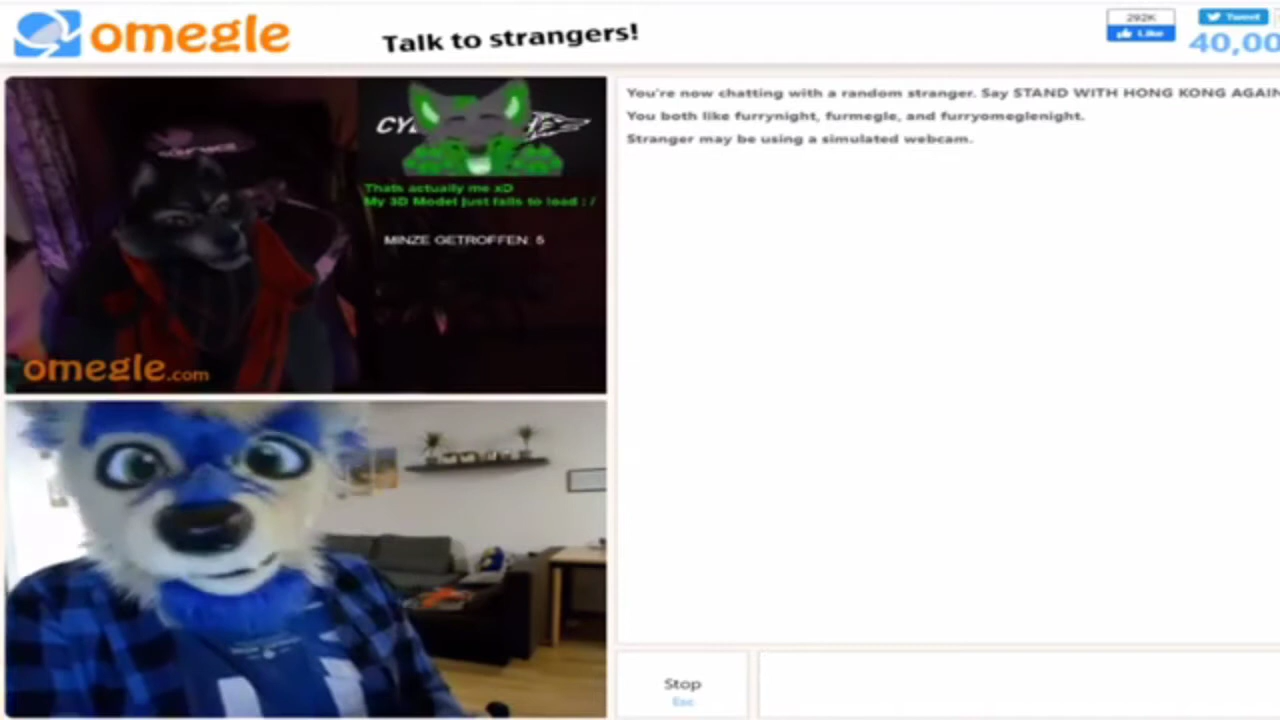 omegle
Talk to strangers!
292K
Like
Tweet
40,00
You're now chatting with a random stranger. Say STAND WITH HONG KONG AGAIN
You both like furrynight, furmegle, and furryomeglenight.
Stranger may be using a simulated webcam.
CY
Thats actually me xD
My 3D Model just fails to load : /
MINZE GETROFFEN: 5
omegle.com
Stop
Esc